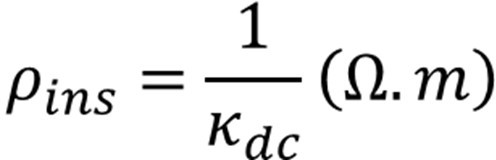 ρ_ins = 1/κ_dc (Ω.m)